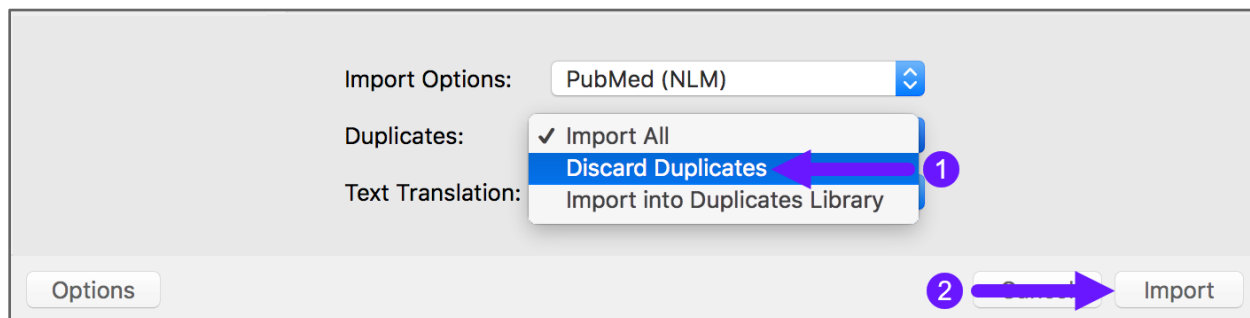 Import Options: PubMed (NLM)
Duplicates: ✓ Import All
Discard Duplicates 1
Text Translation: Import into Duplicates Library
Options 2 Import